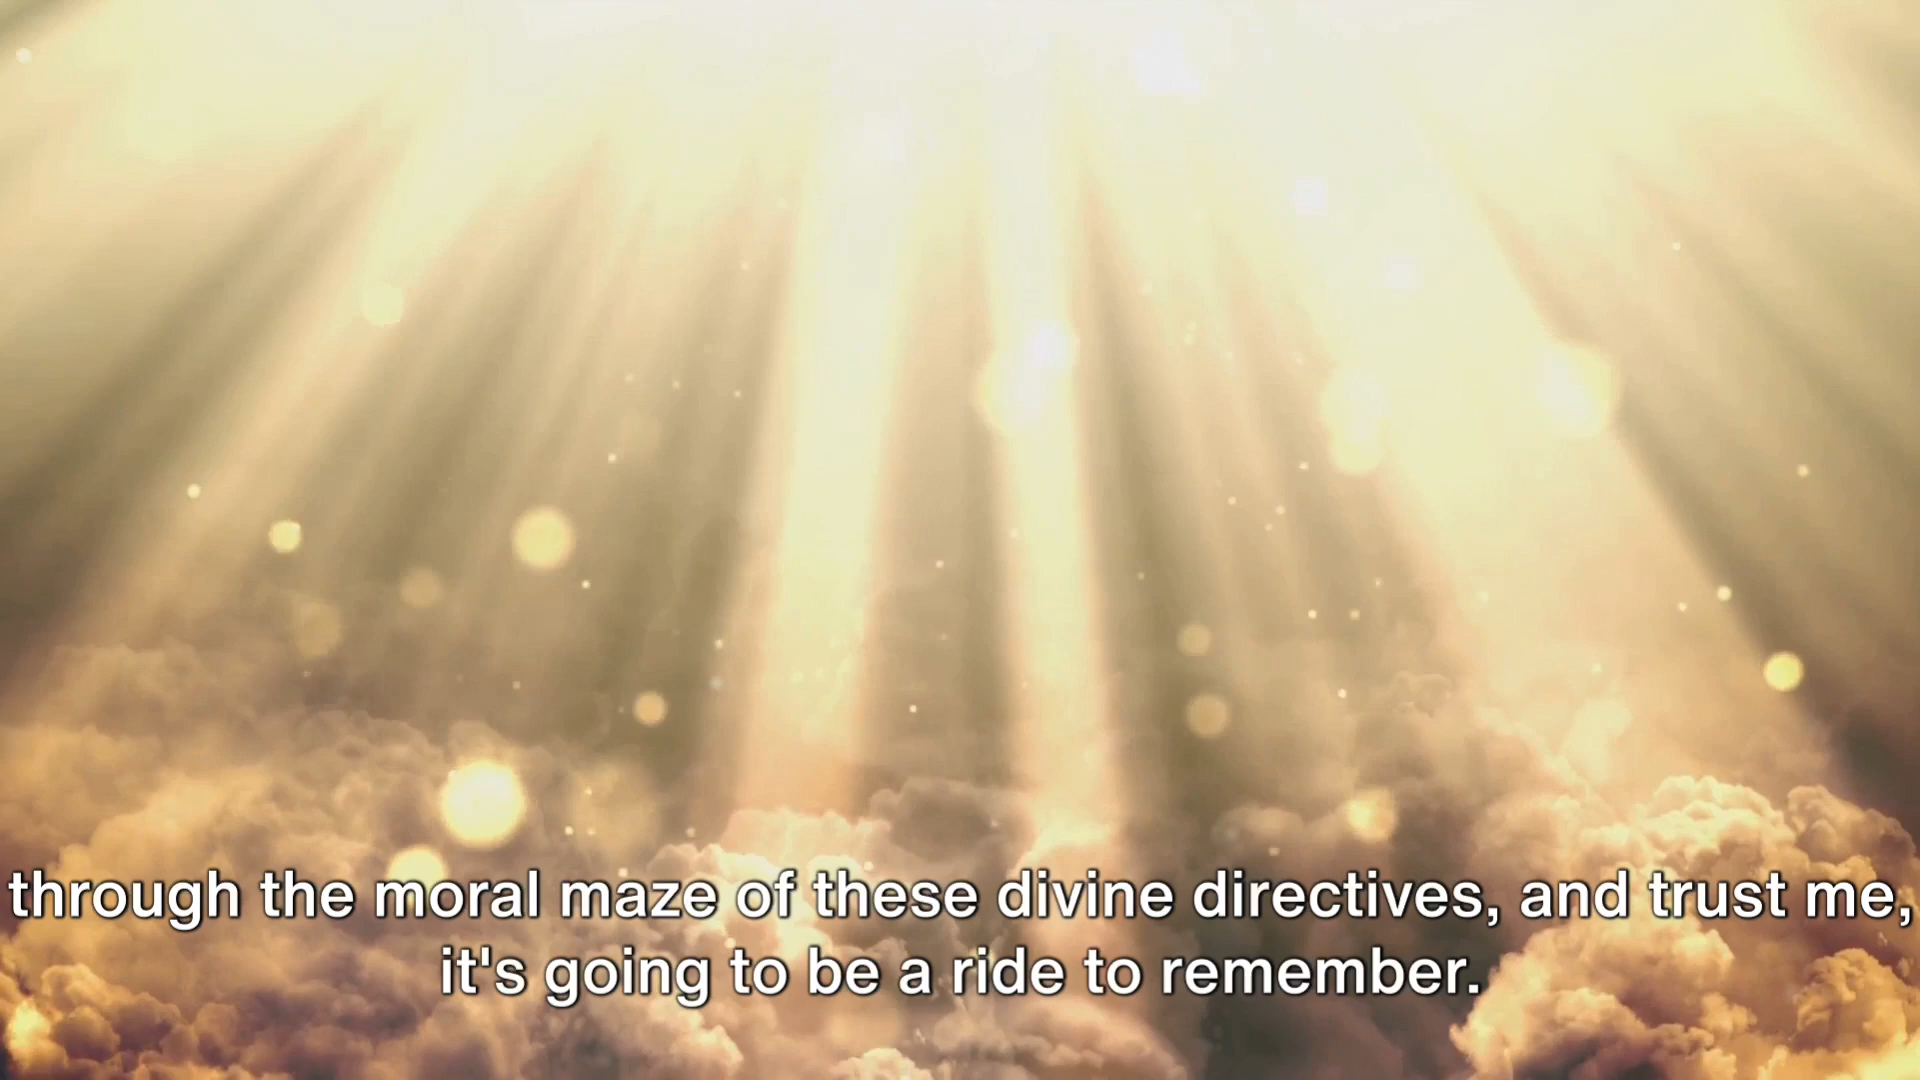 through the moral maze of these divine directives, and trust me,
it's going to be a ride to remember.